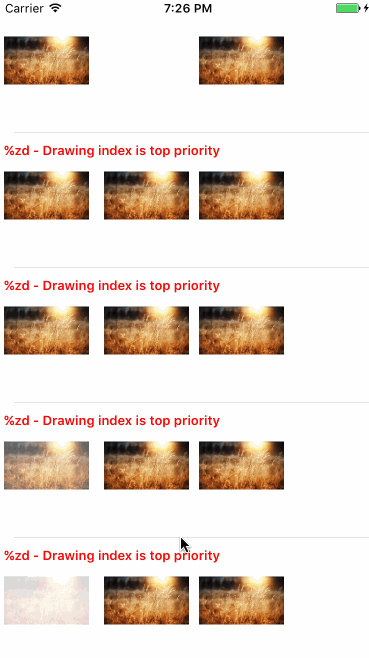 Carrier
7:26 PM
%zd - Drawing index is top priority
%zd - Drawing index is top priority
%zd - Drawing index is top priority
%zd - Drawing index is top priority